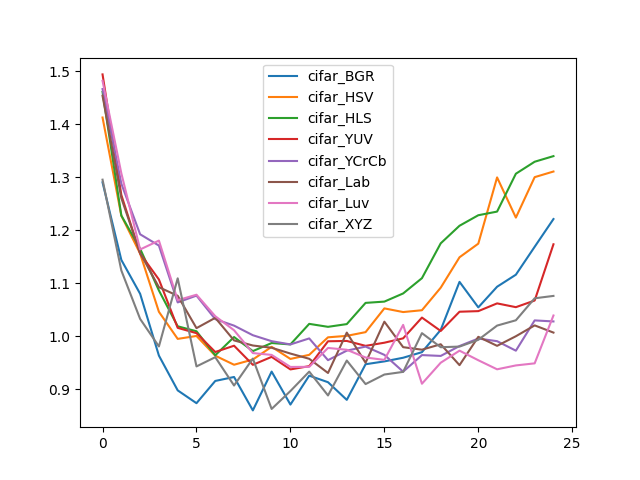 1.5
1.4
1.3
1.2
1.1
1.0
0.9
cifar_BGR
cifar_HSV
cifar_HLS
cifar_YUV
cifar_YCrCb
cifar_Lab
cifar_Luv
cifar_XYZ
0 5 10 15 20 25